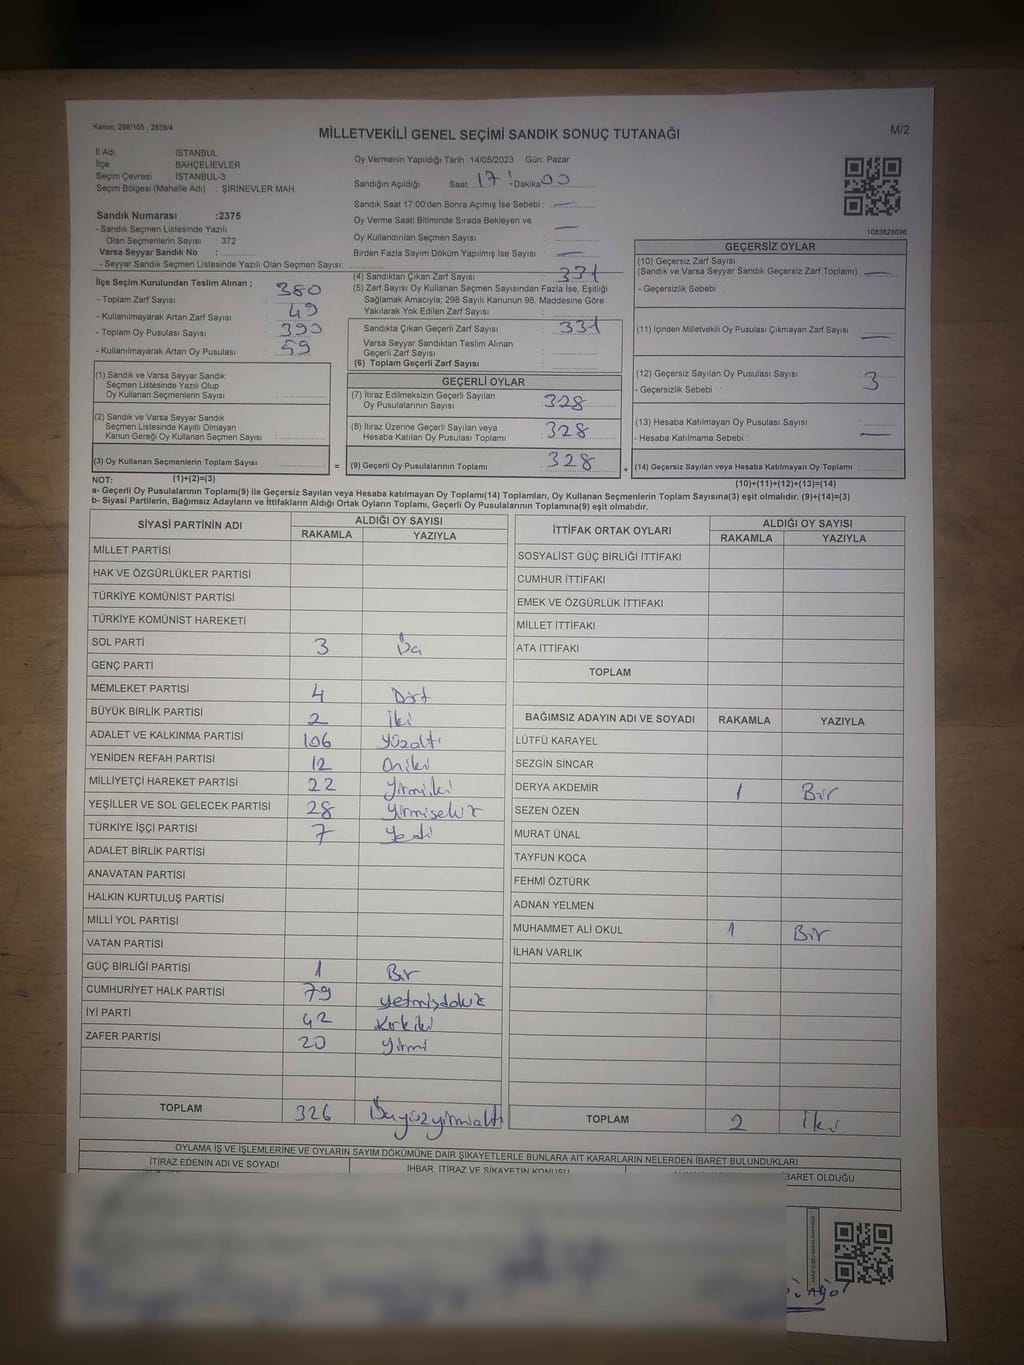 Kanun; 298/105 , 2839/4
MİLLETVEKİLİ GENEL SEÇİMİ SANDIK SONUÇ TUTANAĞI
M/2
İl Adı İSTANBUL
İlçe BAHÇELİEVLER
Seçim Çevresi : İSTANBUL-3
Seçim Bölgesi (Mahalle Adı) : ŞİRİNEVLER MAH
Sandık Numarası :2375
- Sandık Seçmen Listesinde Yazılı
Olan Seçmenlerin Sayısı : 372
Varsa Seyyar Sandık No :
- Seyyar Sandık Seçmen Listesinde Yazılı Olan Seçmen Sayısı:
Oy Vermenin Yapıldığı Tarih :14/05/2023 Gün: Pazar
Sandığın Açıldığı Saat: 17 : Dakika 00
Sandık Saat 17:00'den Sonra Açımış İse Sebebi : —
Oy Verme Saati Bitiminde Sırada Bekleyen ve
Oy Kullandırılan Seçmen Sayısı —
Birden Fazla Sayım Döküm Yapılmış İse Sayısı : —
1083628696
İlçe Seçim Kurulundan Teslim Alınan ; 380
- Toplam Zarf Sayısı
- Kullanılmayarak Artan Zarf Sayısı : 49
- Toplam Oy Pusulası Sayısı : 390
- Kullanılmayarak Artan Oy Pusulası : 59
(4) Sandıktan Çıkan Zarf Sayısı : 331
(5) Zarf Sayısı Oy Kullanan Seçmen Sayısından Fazla İse, Eşitliği
Sağlamak Amacıyla; 298 Sayılı Kanunun 98. Maddesine Göre
Yakılarak Yok Edilen Zarf Sayısı :
Sandıkta Çıkan Geçerli Zarf Sayısı : 331
Varsa Seyyar Sandıktan Teslim Alınan
Geçerli Zarf Sayısı :
(6) Toplam Geçerli Zarf Sayısı :
GEÇERSİZ OYLAR
(10) Geçersiz Zarf Sayısı
(Sandık ve Varsa Seyyar Sandık Geçersiz Zarf Toplamı) : —
- Geçersizlik Sebebi :
(11) İçinden Milletvekili Oy Pusulası Çıkmayan Zarf Sayısı : —
(12) Geçersiz Sayılan Oy Pusulası Sayısı : 3
- Geçersizlik Sebebi :
(13) Hesaba Katılmayan Oy Pusulası Sayısı :
- Hesaba Katılmama Sebebi : —
(14) Geçersiz Sayılan veya Hesaba Katılmayan Oy Toplamı :
(10)+(11)+(12)+(13)=(14)
(1) Sandık ve Varsa Seyyar Sandık
Seçmen Listesinde Yazılı Olup
Oy Kullanan Seçmenlerin Sayısı :
(2) Sandık ve Varsa Seyyar Sandık
Seçmen Listesinde Kayıtlı Olmayan
Kanun Gereği Oy Kullanan Seçmen Sayısı :
(3) Oy Kullanan Seçmenlerin Toplam Sayısı :
=
GEÇERLİ OYLAR
(7) İtiraz Edilmeksizin Geçerli Sayılan
Oy Pusulalarının Sayısı : 328
(8) İtiraz Üzerine Geçerli Sayılan veya
Hesaba Katılan Oy Pusulası Toplamı : 328
(9) Geçerli Oy Pusulalarının Toplamı : 328
+
NOT: (1)+(2)=(3)
a- Geçerli Oy Pusulalarının Toplamı(9) ile Geçersiz Sayılan veya Hesaba katılmayan Oy Toplamı(14) Toplamları, Oy Kullanan Seçmenlerin Toplam Sayısına(3) eşit olmalıdır. (9)+(14)=(3)
b- Siyasi Partilerin, Bağımsız Adayların ve İttifakların Aldığı Ortak Oyların Toplamı, Geçerli Oy Pusulalarının Toplamına(9) eşit olmalıdır.
SİYASİ PARTİNİN ADI ALDIĞI OY SAYISI
RAKAMLA YAZIYLA
MİLLET PARTİSİ
HAK VE ÖZGÜRLÜKLER PARTİSİ
TÜRKİYE KOMÜNİST PARTİSİ
TÜRKİYE KOMÜNİST HAREKETİ
SOL PARTİ 3 Üç
GENÇ PARTİ
MEMLEKET PARTİSİ 4 Dört
BÜYÜK BİRLİK PARTİSİ 2 İki
ADALET VE KALKINMA PARTİSİ 106 yüzaltı
YENİDEN REFAH PARTİSİ 12 Oniki
MİLLİYETÇİ HAREKET PARTİSİ 22 yirmiiki
YEŞİLLER VE SOL GELECEK PARTİSİ 28 yirmisekiz
TÜRKİYE İŞÇİ PARTİSİ 7 yedi
ADALET BİRLİK PARTİSİ
ANAVATAN PARTİSİ
HALKIN KURTULUŞ PARTİSİ
MİLLİ YOL PARTİSİ
VATAN PARTİSİ
GÜÇ BİRLİĞİ PARTİSİ 1 Bir
CUMHURİYET HALK PARTİSİ 79 yetmişdokuz
İYİ PARTİ 42 Kırkiki
ZAFER PARTİSİ 20 yirmi
TOPLAM 326 Üçyüzyirmialtı
İTTİFAK ORTAK OYLARI ALDIĞI OY SAYISI
RAKAMLA YAZIYLA
SOSYALİST GÜÇ BİRLİĞİ İTTİFAKI
CUMHUR İTTİFAKI
EMEK VE ÖZGÜRLÜK İTTİFAKI
MİLLET İTTİFAKI
ATA İTTİFAKI
TOPLAM
BAĞIMSIZ ADAYIN ADI VE SOYADI RAKAMLA YAZIYLA
LÜTFÜ KARAYEL
SEZGİN SİNCAR
DERYA AKDEMİR 1 Bir
SEZEN ÖZEN
MURAT ÜNAL
TAYFUN KOCA
FEHMİ ÖZTÜRK
ADNAN YELMEN
MUHAMMET ALİ OKUL 1 Bir
İLHAN VARLIK
TOPLAM 2 İki
OYLAMA İŞ VE İŞLEMLERİNE VE OYLARIN SAYIM DÖKÜMÜNE DAİR ŞİKAYETLERLE BUNLARA AİT KARARLARIN NELERDEN İBARET BULUNDUKLARI
İTİRAZ EDENİN ADI VE SOYADI İHBAR, İTİRAZ VE ŞİKAYETİN KONUSU BARET OLDUĞU